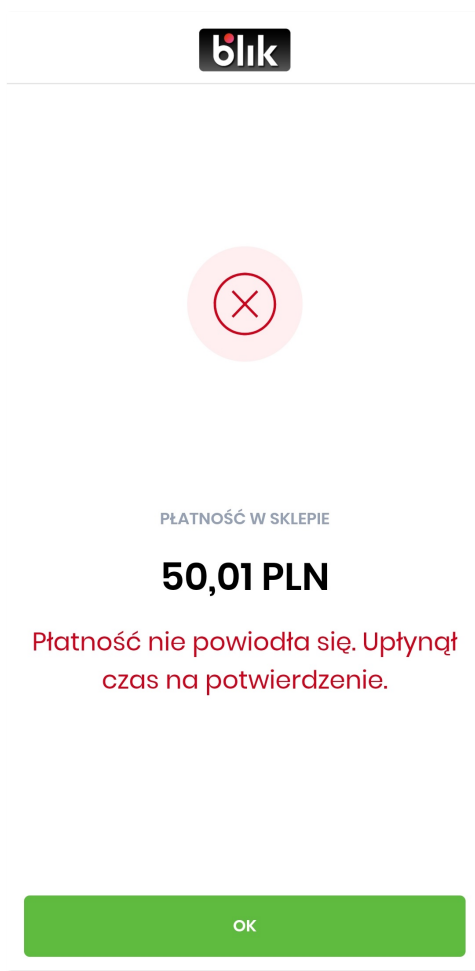 blik
PŁATNOŚĆ W SKLEPIE
50,01 PLN
Płatność nie powiodła się. Upłynął
czas na potwierdzenie.
OK